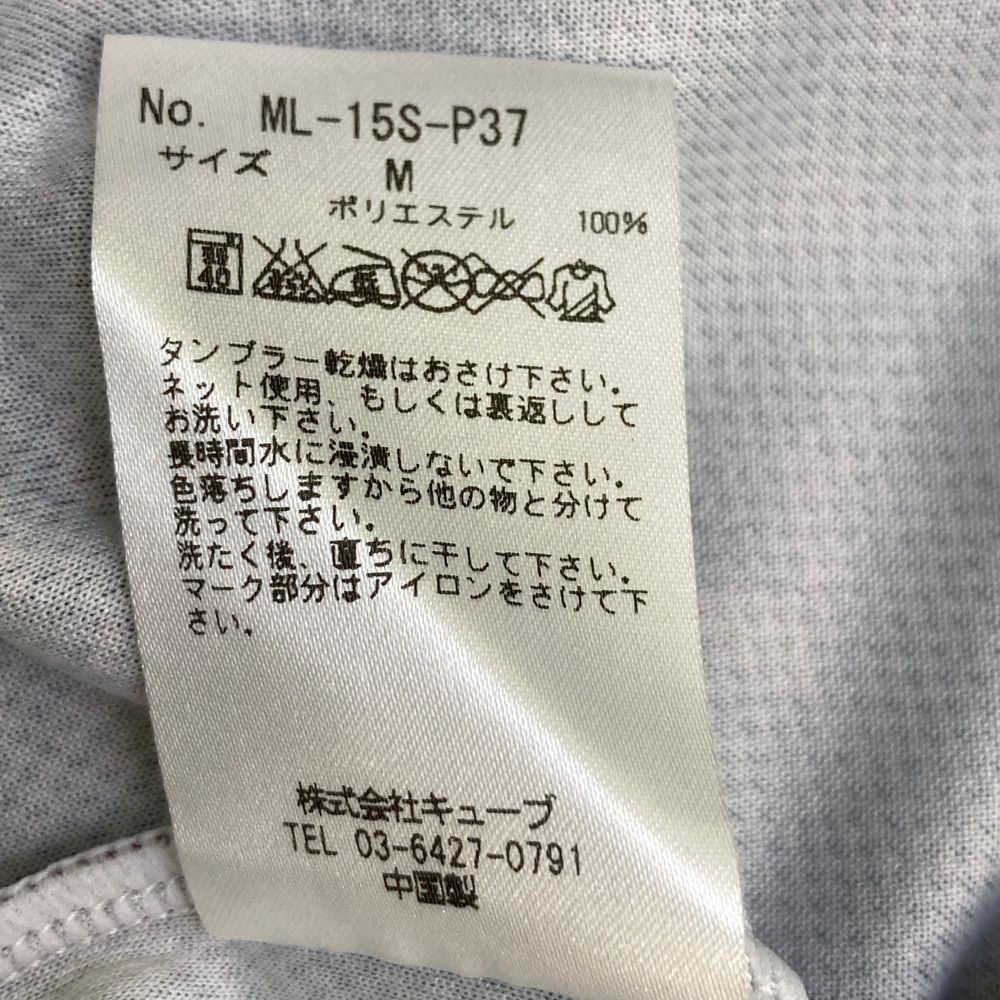 No. ML-15S-P37
サイズ M
ポリエステル 100%
40
タンブラー乾燥はおさけ下さい。
ネット使用、もしくは裏返しして
お洗い下さい。
長時間水に浸漬しないで下さい。
色落ちしますから他の物と分けて
洗って下さい。
洗たく後、直ちに干して下さい。
マーク部分はアイロンをさけて下
さい。
株式会社キューブ
TEL 03-6427-0791
中国製